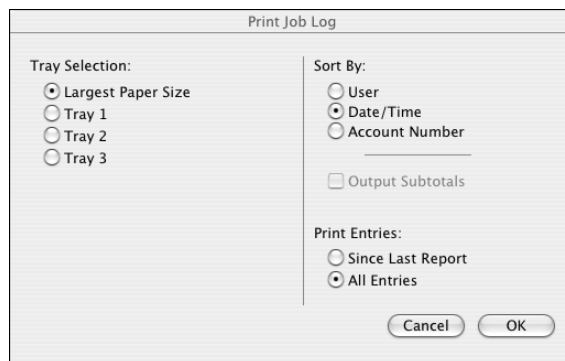 Print Job Log
Tray Selection:
Largest Paper Size
Tray 1
Tray 2
Tray 3
Sort By:
User
Date/Time
Account Number
Output Subtotals
Print Entries:
Since Last Report
All Entries
Cancel
OK